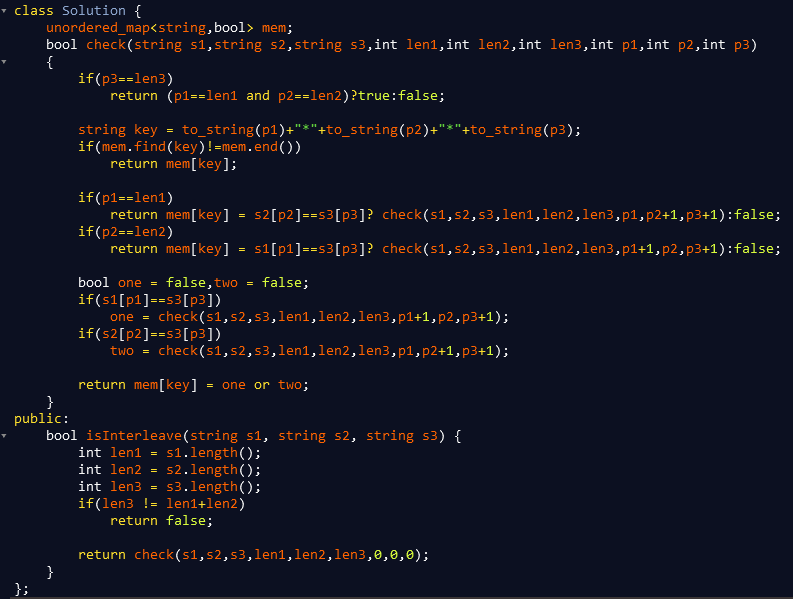 class Solution {
    unordered_map<string,bool> mem;
    bool check(string s1,string s2,string s3,int len1,int len2,int len3,int p1,int p2,int p3)
    {
        if(p3==len3)
            return (p1==len1 and p2==len2)?true:false;

        string key = to_string(p1)+"*"+to_string(p2)+"*"+to_string(p3);
        if(mem.find(key)!=mem.end())
            return mem[key];

        if(p1==len1)
            return mem[key] = s2[p2]==s3[p3]? check(s1,s2,s3,len1,len2,len3,p1,p2+1,p3+1):false;
        if(p2==len2)
            return mem[key] = s1[p1]==s3[p3]? check(s1,s2,s3,len1,len2,len3,p1+1,p2,p3+1):false;

        bool one = false,two = false;
        if(s1[p1]==s3[p3])
            one = check(s1,s2,s3,len1,len2,len3,p1+1,p2,p3+1);
        if(s2[p2]==s3[p3])
            two = check(s1,s2,s3,len1,len2,len3,p1,p2+1,p3+1);

        return mem[key] = one or two;
    }
public:
    bool isInterleave(string s1, string s2, string s3) {
        int len1 = s1.length();
        int len2 = s2.length();
        int len3 = s3.length();
        if(len3 != len1+len2)
            return false;

        return check(s1,s2,s3,len1,len2,len3,0,0,0);
    }
};